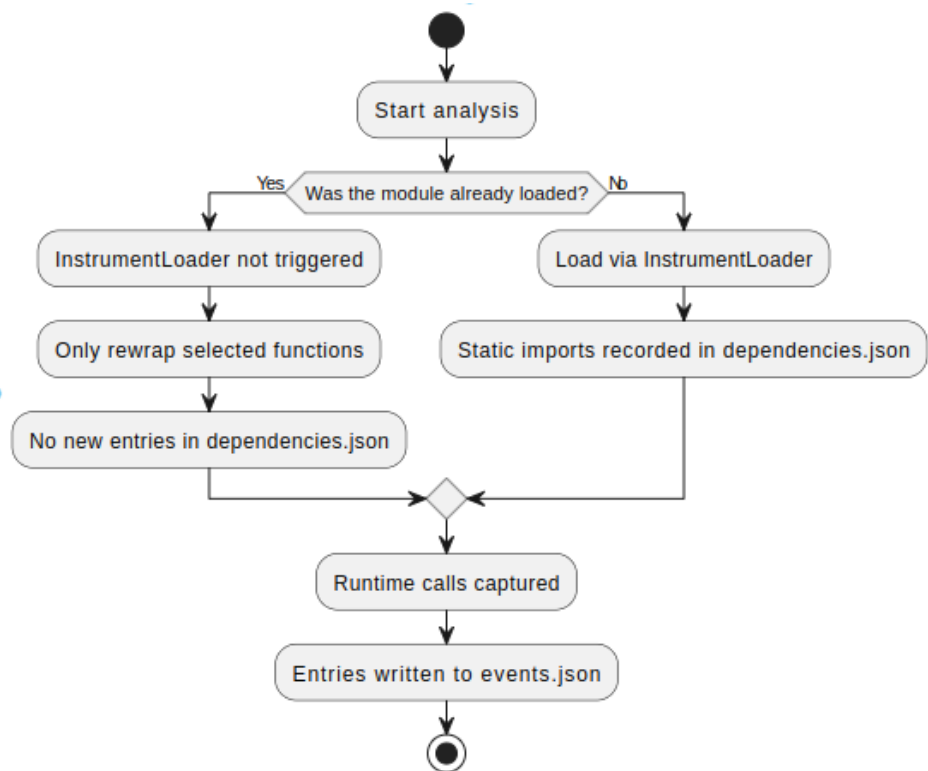 Start analysis
Yes
Was the module already loaded?
No
InstrumentLoader not triggered
Load via InstrumentLoader
Only rewrap selected functions
Static imports recorded in dependencies.json
No new entries in dependencies.json
Runtime calls captured
Entries written to events.json